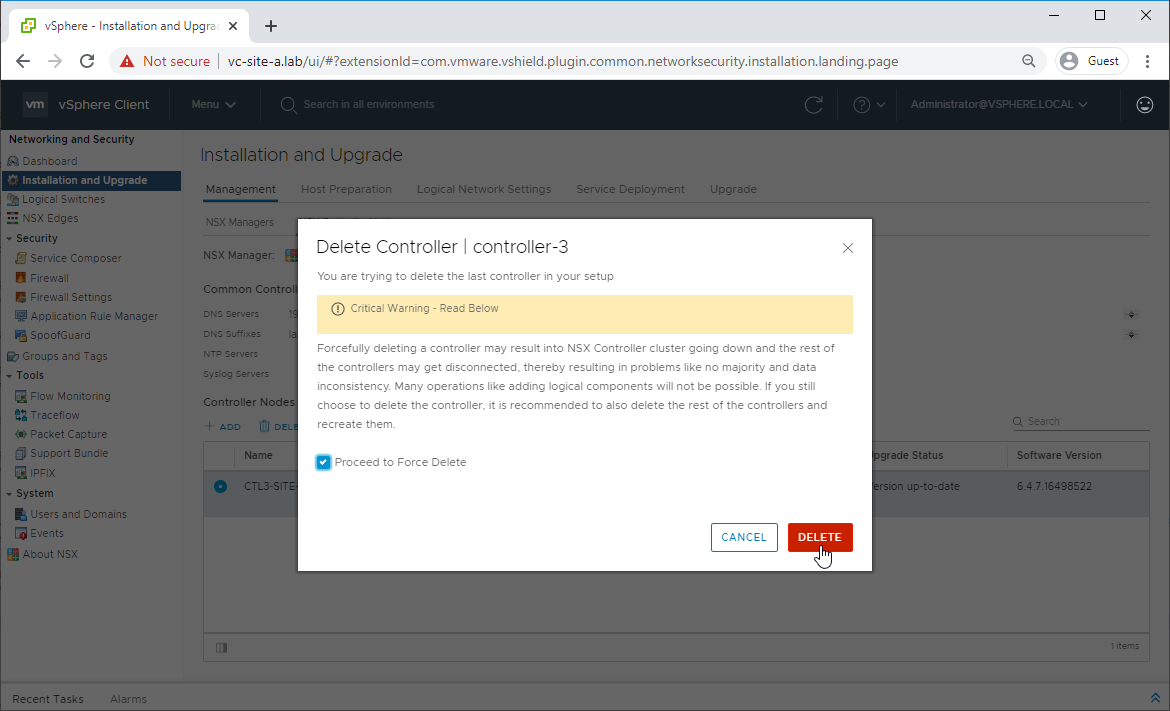 vSphere - Installation and Upgra
Not secure
vc-site-a.lab/ui/#?extensionId=com.vmware.vshield.plugin.common.networksecurity.installation.landing.page
Guest
vm
vSphere Client
Menu
Search in all environments
Administrator@VSPHERE.LOCAL
Networking and Security
Dashboard
Installation and Upgrade
Logical Switches
NSX Edges
Security
Service Composer
Firewall
Firewall Settings
Application Rule Manager
SpoofGuard
Groups and Tags
Tools
Flow Monitoring
Traceflow
Packet Capture
Support Bundle
IPFIX
System
Users and Domains
Events
About NSX
Installation and Upgrade
Management
Host Preparation
Logical Network Settings
Service Deployment
Upgrade
NSX Managers
NSX Manager:
Common Control
DNS Servers
19
DNS Suffixes
la
NTP Servers
Syslog Servers
Controller Nodes
ADD
DELE
Search
Name
Upgrade Status
Software Version
CTL3-SITE-
ersion up-to-date
6.4.7.16498522
1 items
Delete Controller | controller-3
You are trying to delete the last controller in your setup
Critical Warning - Read Below
Forcefully deleting a controller may result into NSX Controller cluster going down and the rest of
the controllers may get disconnected, thereby resulting in problems like no majority and data
inconsistency. Many operations like adding logical components will not be possible. If you still
choose to delete the controller, it is recommended to also delete the rest of the controllers and
recreate them.
Proceed to Force Delete
CANCEL
DELETE
Recent Tasks
Alarms